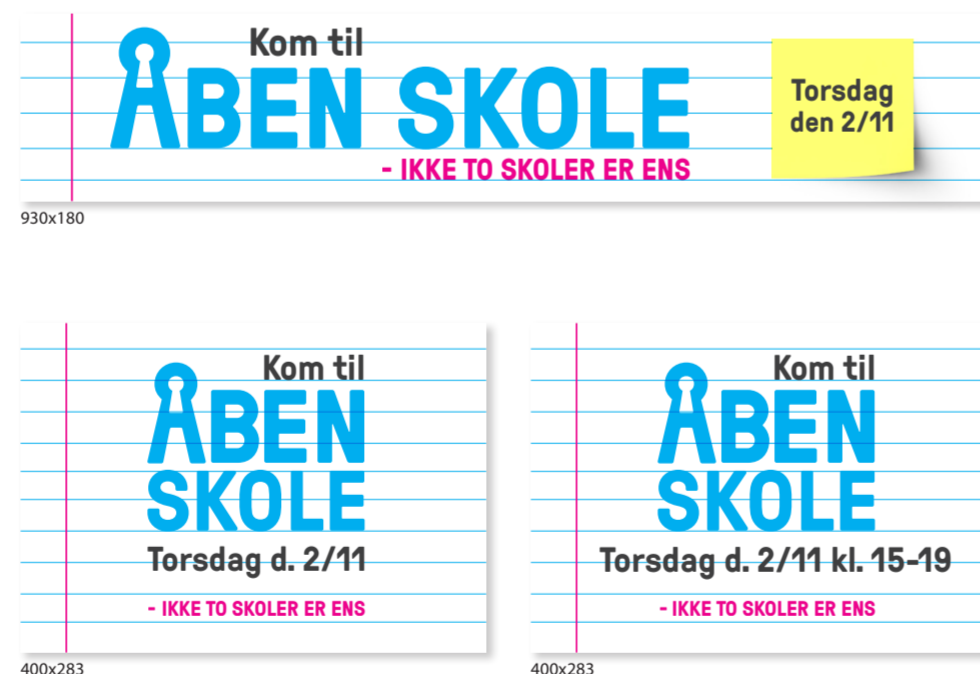 Kom til
ÅBEN SKOLE
- IKKE TO SKOLER ER ENS
Torsdag
den 2/11
930x180
Kom til
ÅBEN
SKOLE
Torsdag d. 2/11
- IKKE TO SKOLER ER ENS
400x283
Kom til
ÅBEN
SKOLE
Torsdag d. 2/11 kl. 15-19
- IKKE TO SKOLER ER ENS
400x283